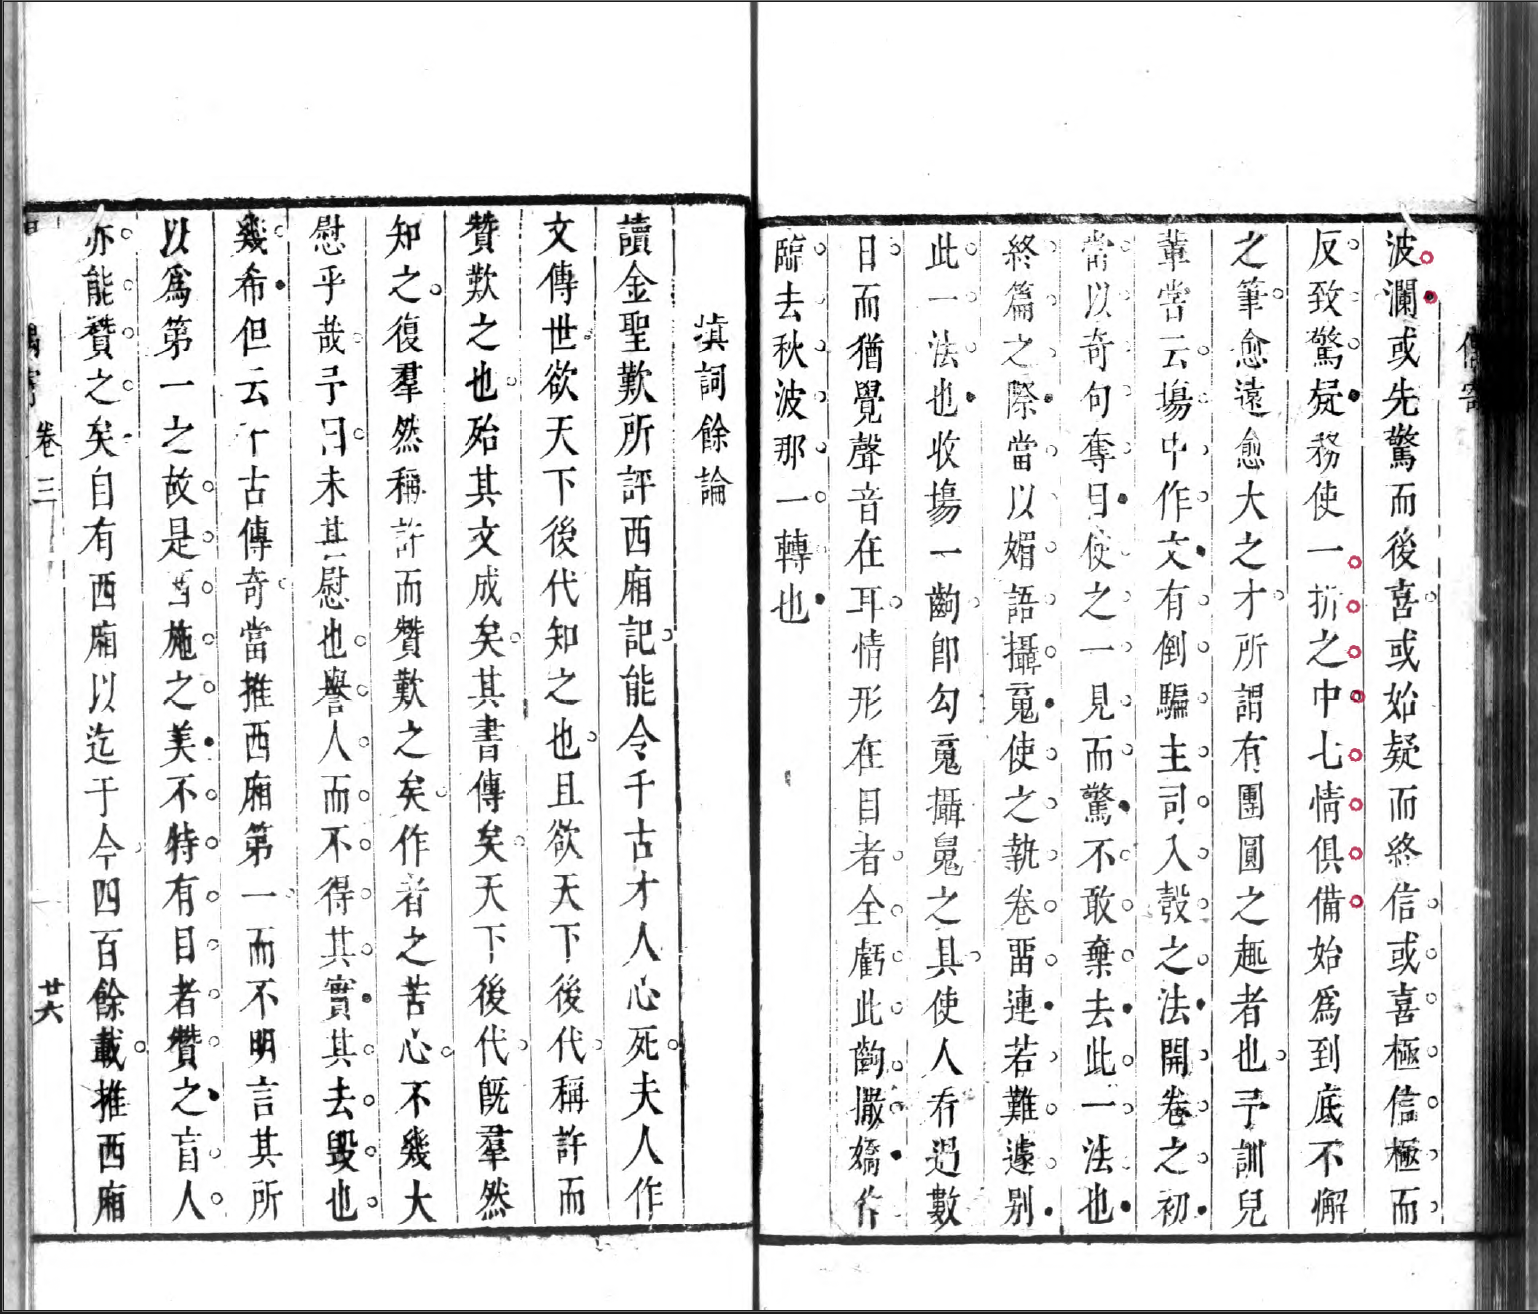 波瀾或先驚而後喜或始疑而終信或喜極信極而
反致驚疑務使一折之中七情俱備始爲到底不懈
之筆愈遠愈大之才所謂有團圓之趣者也予訓兒
輩嘗云塲中作文有倒騙主司入彀之法開卷之初
當以奇句奪目使之一見而驚不敢棄去此一法也
終篇之際當以媚語攝魂使之執卷畱連若難遽别
此一法也收塲一齣卽勾魂攝魄之具使人看過數
日而猶覺聲音在耳情形在目者全虧此齣撒嬌作
臨去秋波那一轉也
塡詞餘論
讀金聖歎所評西廂記能令千古才人心死夫人作
文傳世欲天下後代知之也且欲天下後代稱許而
贊歎之也殆其文成矣其書傳矣天下後代旣羣然
知之復羣然稱許而贊歎之矣作者之苦心不幾大
慰乎哉予曰未甚慰也譽人而不得其實其去毀也
幾希但云千古傳奇當推西廂第一而不明言其所
以爲第一之故是西施之美不特有目者贊之盲人
亦能贊之矣自有西廂以迄于今四百餘載推西廂
卷三
廿六